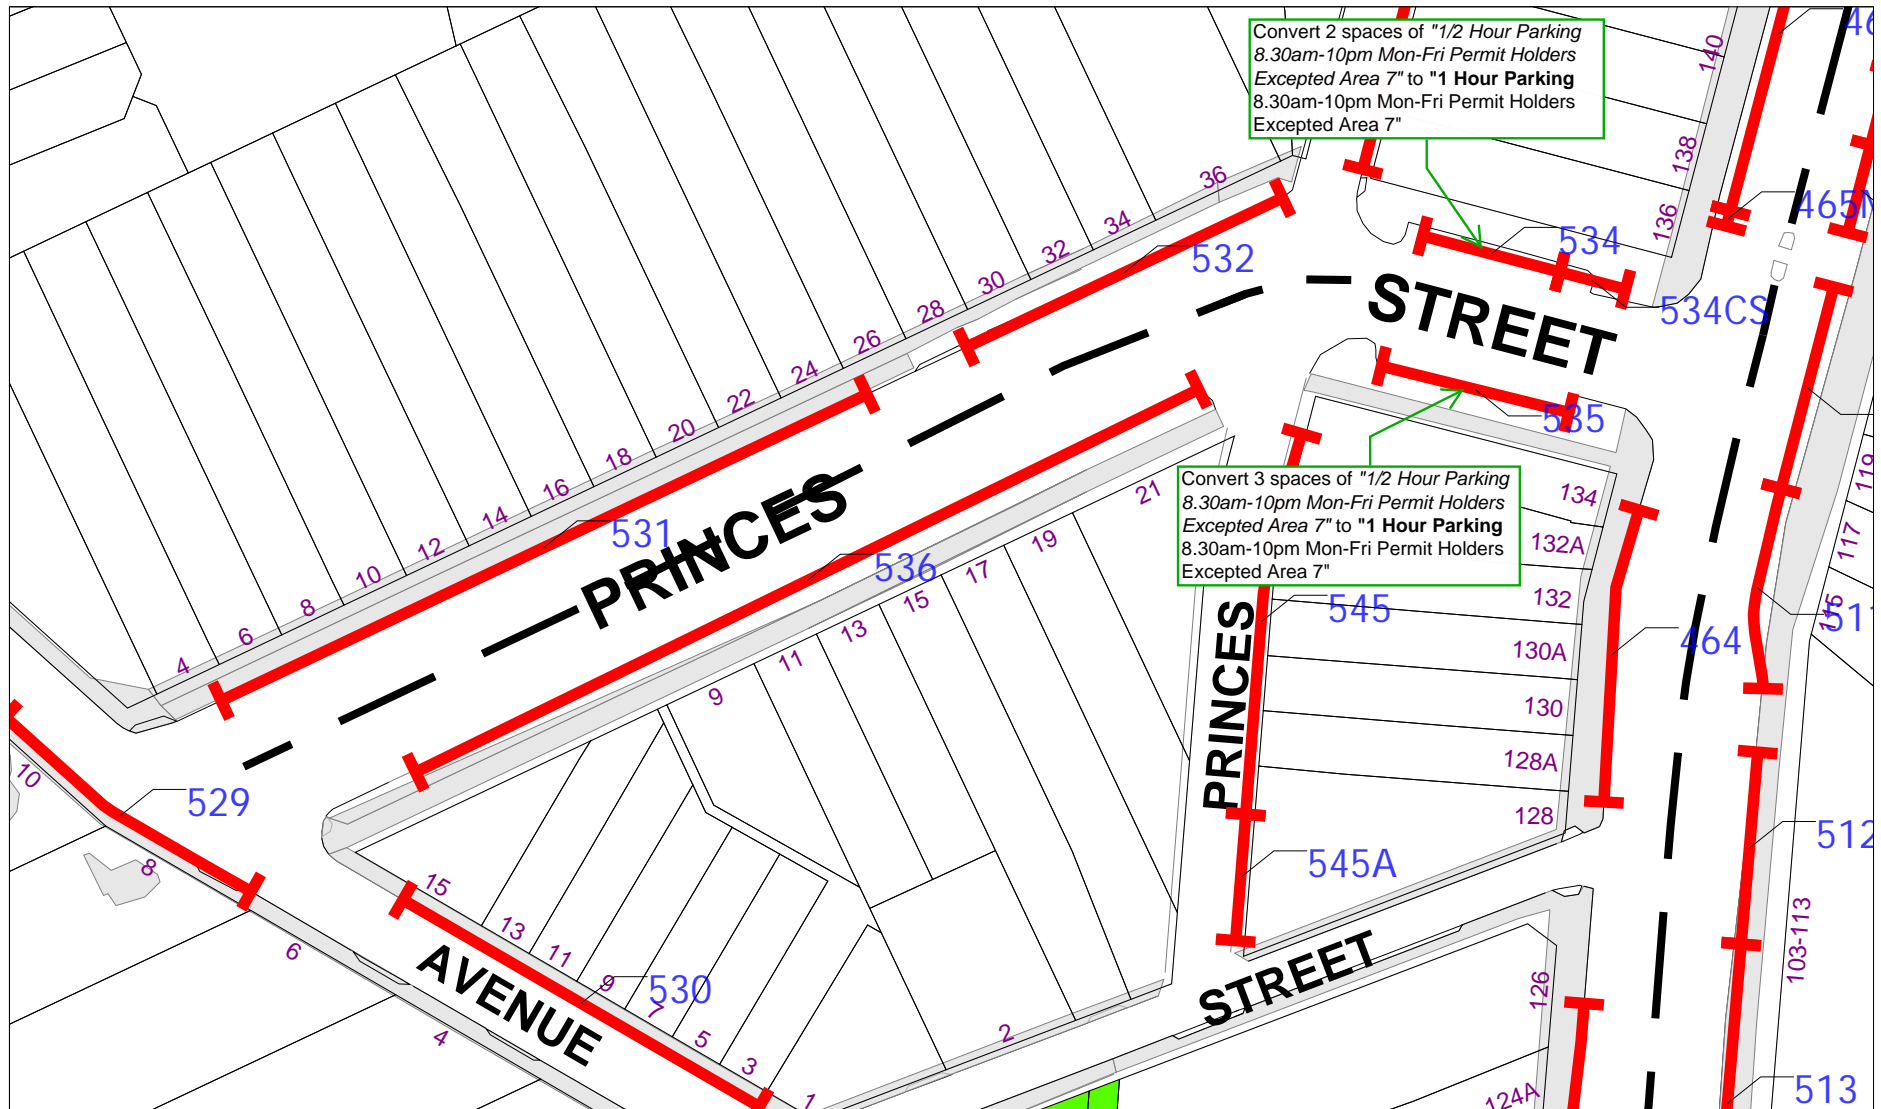 Convert 2 spaces of "1/2 Hour Parking
8.30am-10pm Mon-Fri Permit Holders
Excepted Area 7" to "1 Hour Parking
8.30am-10pm Mon-Fri Permit Holders
Excepted Area 7"
140
138
136
465N
534
534CS
STREET
535
532
36
34
32
30
28
26
24
22
20
18
16
14
12
10
8
6
4
531
PRINCES
536
21
19
17
15
13
11
9
Convert 3 spaces of "1/2 Hour Parking
8.30am-10pm Mon-Fri Permit Holders
Excepted Area 7" to "1 Hour Parking
8.30am-10pm Mon-Fri Permit Holders
Excepted Area 7"
134
132A
132
130A
130
128A
128
119
117
115
545
PRINCES
464
545A
512
103-113
513
529
10
8
6
4
15
13
11
9
7
5
3
1
530
AVENUE
2
STREET
126
124A